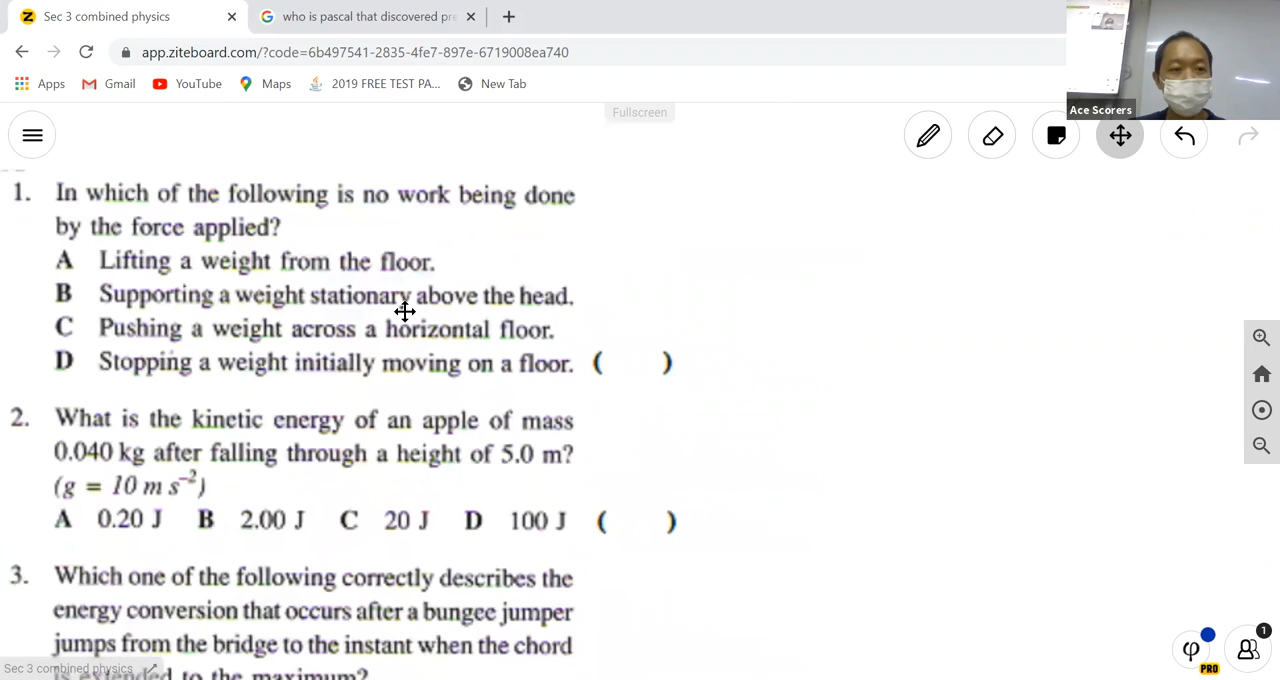 Sec 3 combined physics
who is pascal that discovered pre
app.ziteboard.com/?code=6b497541-2835-4fe7-897e-6719008ea740
Apps
Gmail
YouTube
Maps
2019 FREE TEST PA...
New Tab
Ace Scorers
Fullscreen
1. In which of the following is no work being done
by the force applied?
A Lifting a weight from the floor.
B Supporting a weight stationary above the head.
C Pushing a weight across a horizontal floor.
D Stopping a weight initially moving on a floor. ( )
2. What is the kinetic energy of an apple of mass
0.040 kg after falling through a height of 5.0 m?
(g = 10 m s⁻²)
A 0.20 J B 2.00 J C 20 J D 100 J ( )
3. Which one of the following correctly describes the
energy conversion that occurs after a bungee jumper
jumps from the bridge to the instant when the chord
is extended to the maximum?
Sec 3 combined physics
φ
PRO
1